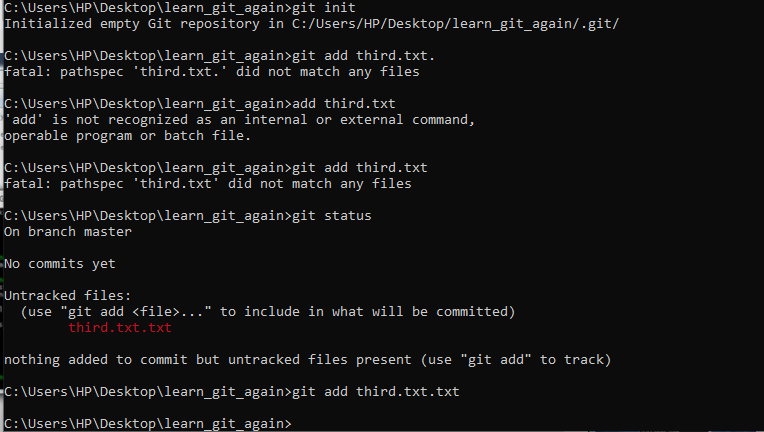 C:\Users\HP\Desktop\learn_git_again>git init
Initialized empty Git repository in C:/Users/HP/Desktop/learn_git_again/.git/
C:\Users\HP\Desktop\learn_git_again>git add third.txt.
fatal: pathspec 'third.txt.' did not match any files
C:\Users\HP\Desktop\learn_git_again>add third.txt
'add' is not recognized as an internal or external command,
operable program or batch file.
C:\Users\HP\Desktop\learn_git_again>git add third.txt
fatal: pathspec 'third.txt' did not match any files
C:\Users\HP\Desktop\learn_git_again>git status
On branch master
No commits yet
Untracked files:
  (use "git add <file>..." to include in what will be committed)
        third.txt.txt
nothing added to commit but untracked files present (use "git add" to track)
C:\Users\HP\Desktop\learn_git_again>git add third.txt.txt
C:\Users\HP\Desktop\learn_git_again>